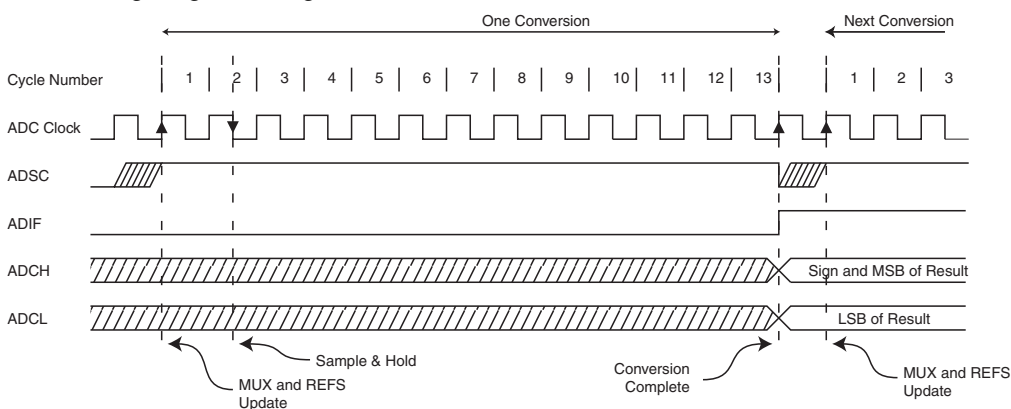 One Conversion
Next Conversion
Cycle Number
1 2 3 4 5 6 7 8 9 10 11 12 13 1 2 3
ADC Clock
ADSC
ADIF
ADCH
Sign and MSB of Result
ADCL
LSB of Result
Sample & Hold
MUX and REFS
Update
Conversion
Complete
MUX and REFS
Update